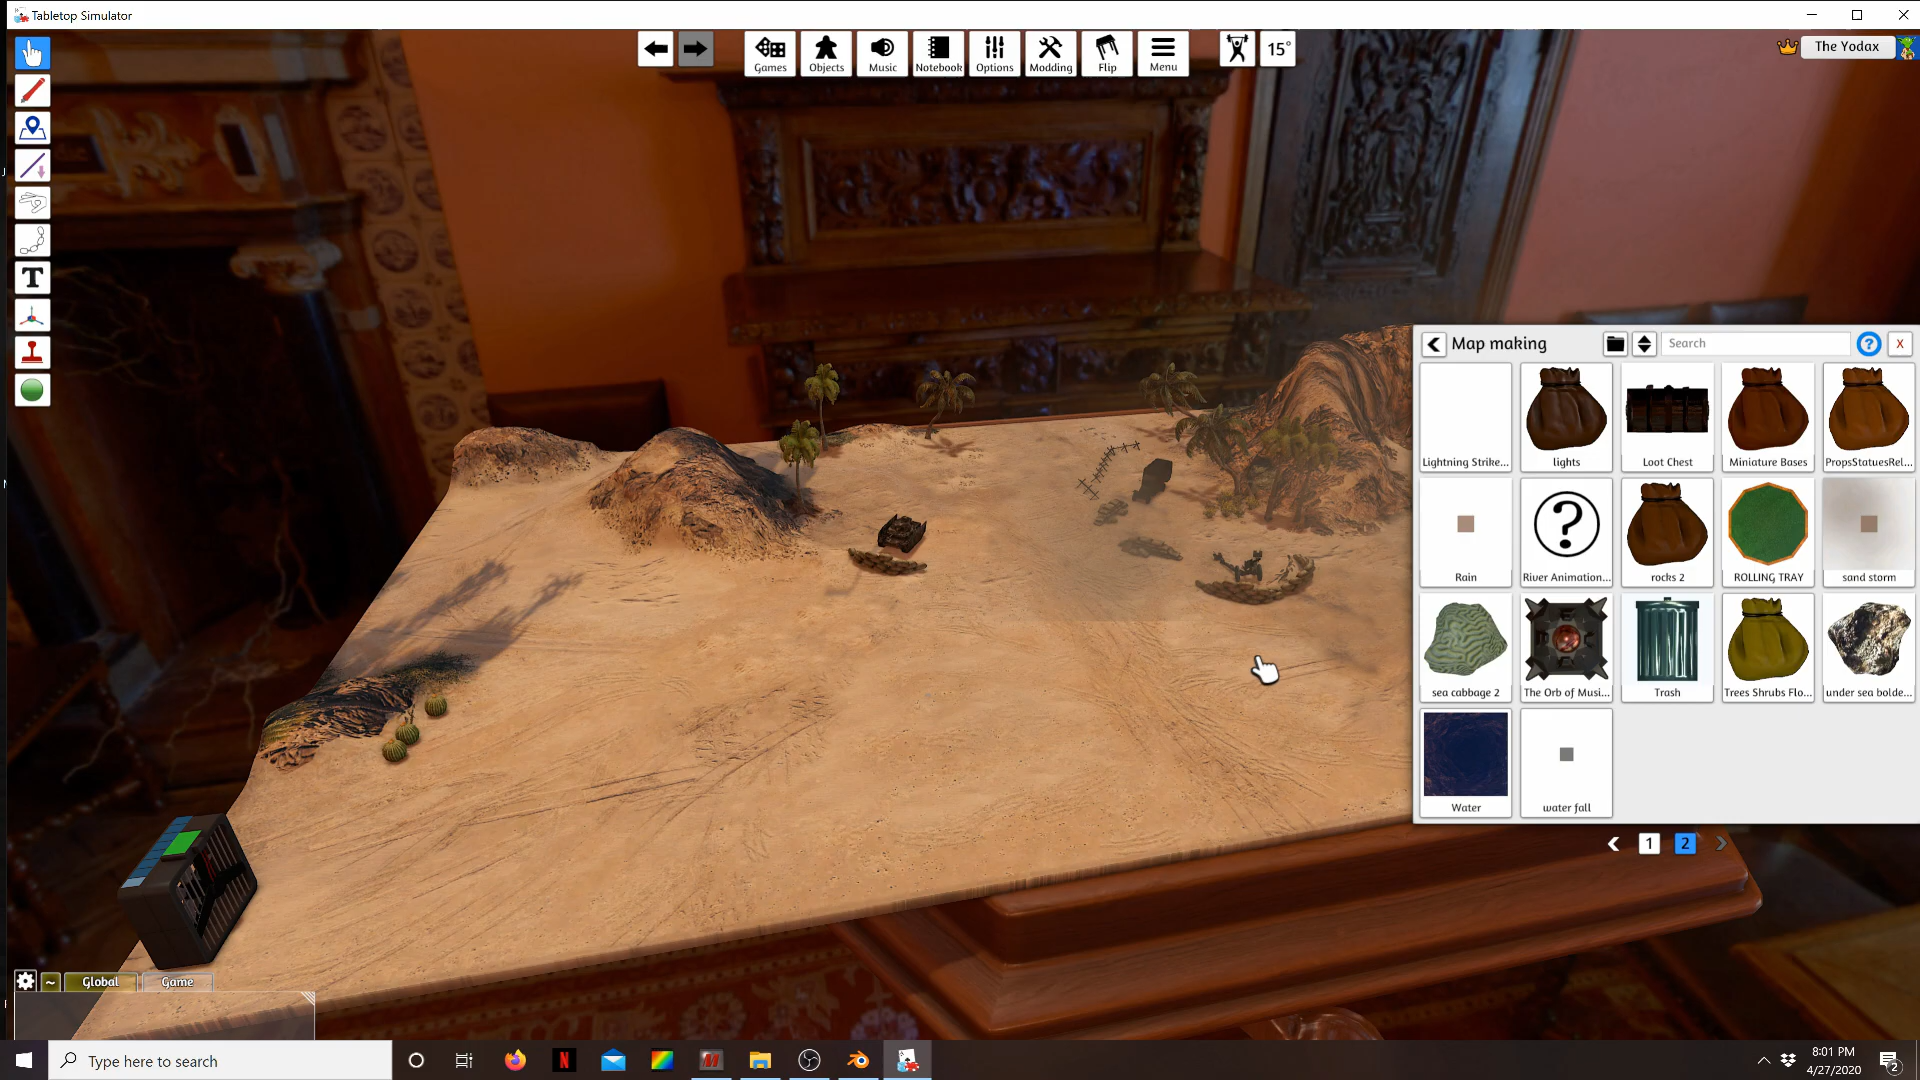 Tabletop Simulator
Games
Objects
Music
Notebook
Options
Modding
Flip
Menu
15°
The Yodax
T
Map making
Search
?
X
Lightning Strike...
lights
Loot Chest
Miniature Bases
PropsStatuesRel...
?
Rain
River Animation...
rocks 2
ROLLING TRAY
sand storm
sea cabbage 2
The Orb of Musi...
Trash
Trees Shrubs Flo...
under sea bolde...
Water
water fall
1
2
~
Global
Game
Type here to search
N
8:01 PM
4/27/2020
2